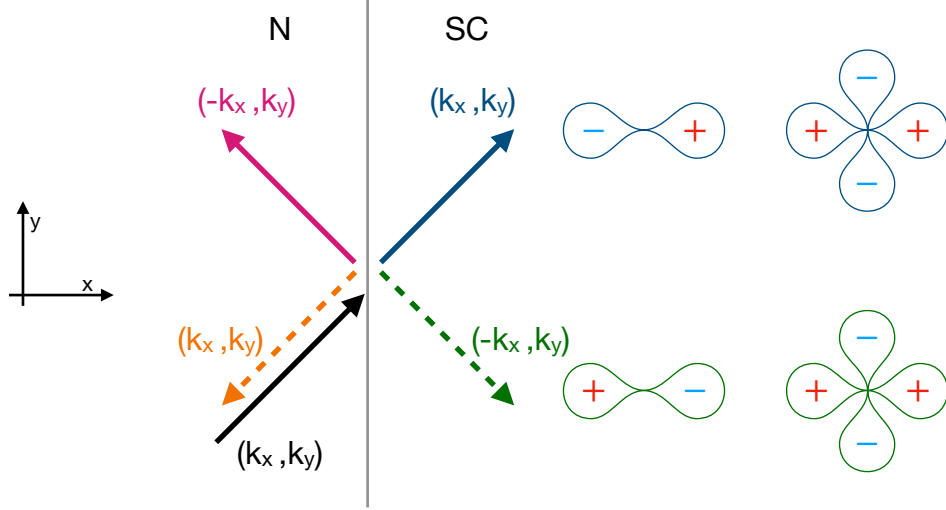 N
SC
(-kx ,ky)
(kx ,ky)
− +
−
+ +
−
y
x
(kx ,ky)
(-kx ,ky)
(kx ,ky)
+ −
−
+ +
−